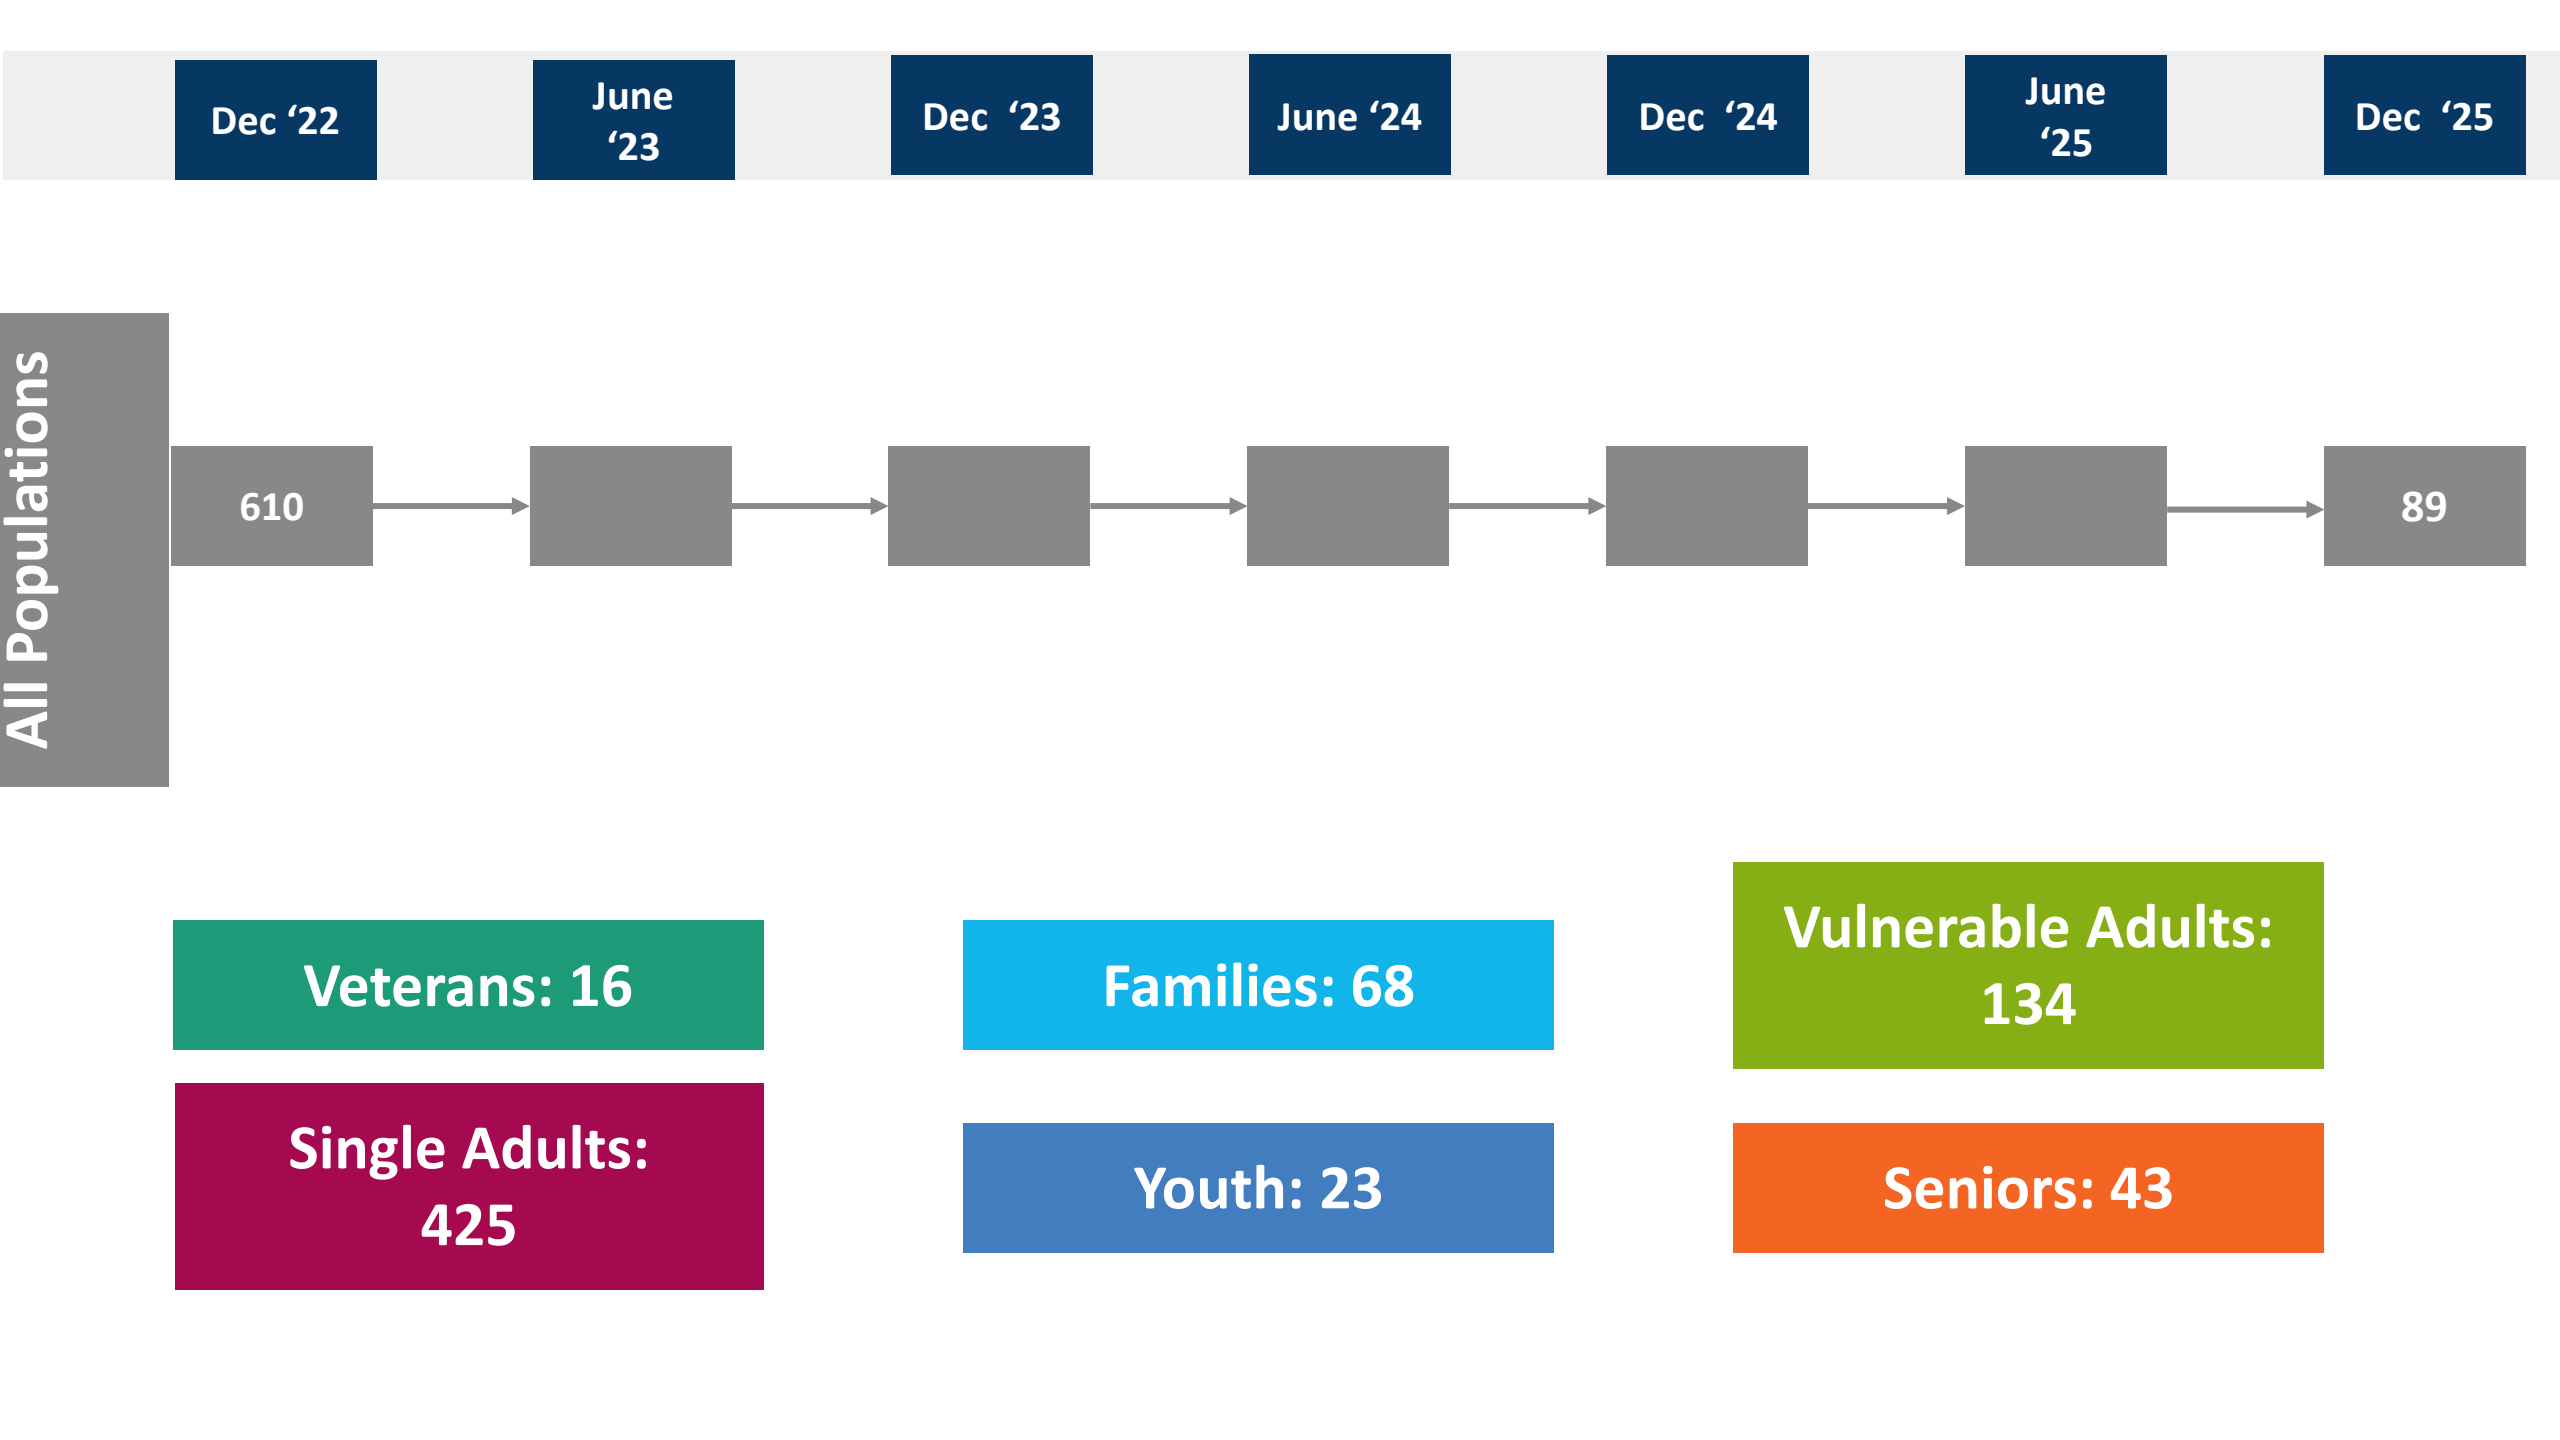 Dec ‘22
June
‘23
Dec  ‘23
June ‘24
Dec  ‘24
June
‘25
Dec  ‘25
All Populations
610
89
Veterans: 16
Families: 68
Vulnerable Adults:
134
Single Adults:
425
Youth: 23
Seniors: 43